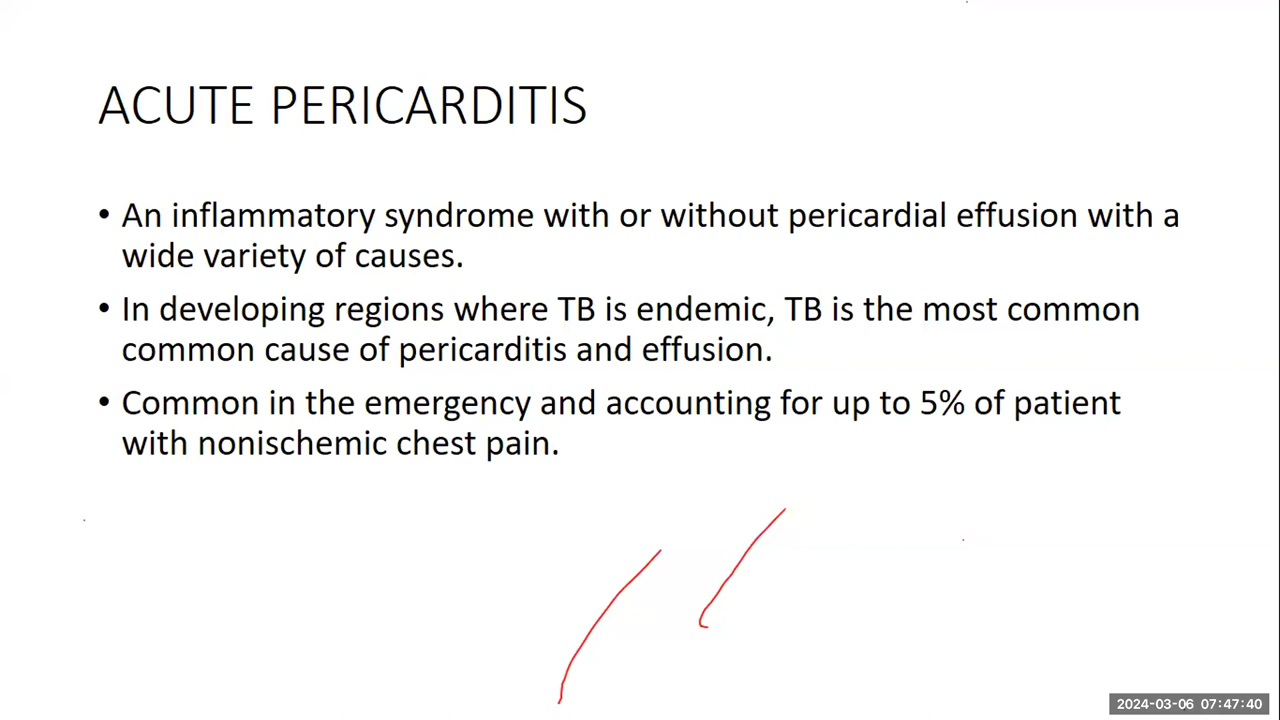 ACUTE PERICARDITIS
• An inflammatory syndrome with or without pericardial effusion with a
wide variety of causes.
• In developing regions where TB is endemic, TB is the most common
common cause of pericarditis and effusion.
• Common in the emergency and accounting for up to 5% of patient
with nonischemic chest pain.
2024-03-06 07:47:40